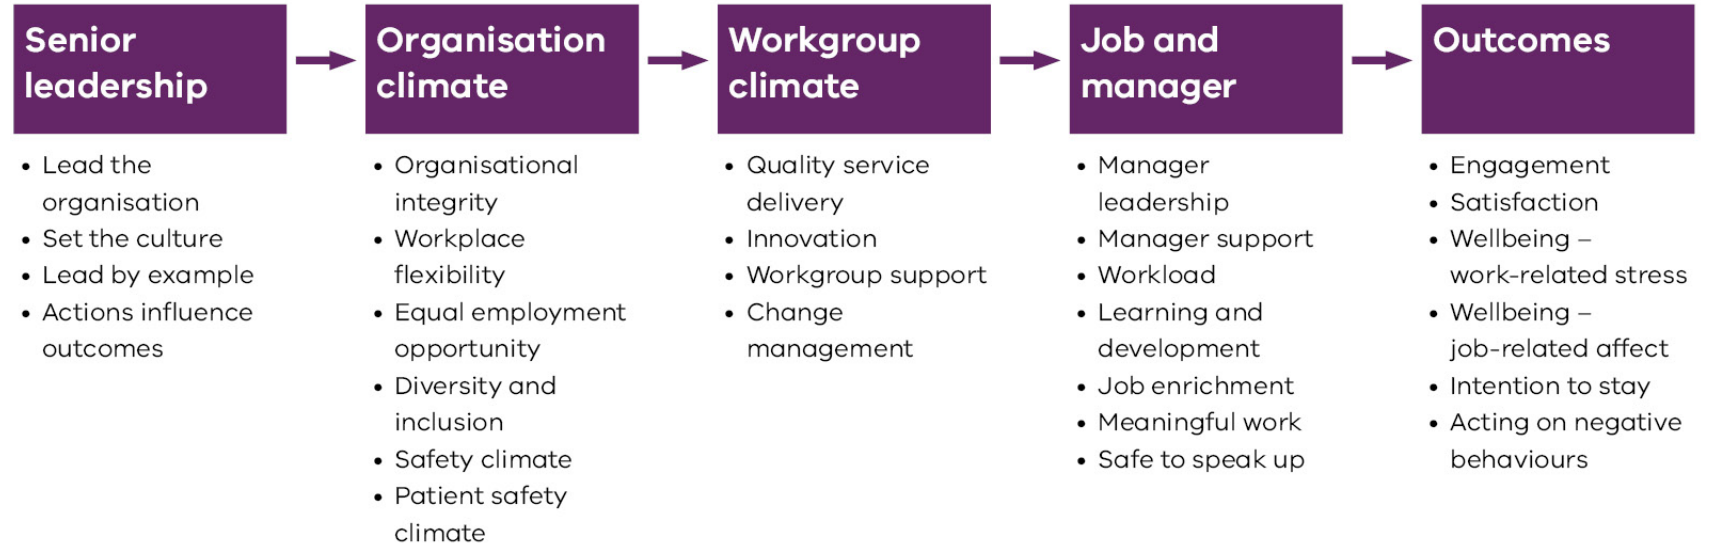 Senior
leadership
• Lead the
organisation
• Set the culture
• Lead by example
• Actions influence
outcomes
Organisation
climate
• Organisational
integrity
• Workplace
flexibility
• Equal employment
opportunity
• Diversity and
inclusion
• Safety climate
• Patient safety
climate
Workgroup
climate
• Quality service
delivery
• Innovation
• Workgroup support
• Change
management
Job and
manager
• Manager
leadership
• Manager support
• Workload
• Learning and
development
• Job enrichment
• Meaningful work
• Safe to speak up
Outcomes
• Engagement
• Satisfaction
• Wellbeing –
work-related stress
• Wellbeing –
job-related affect
• Intention to stay
• Acting on negative
behaviours